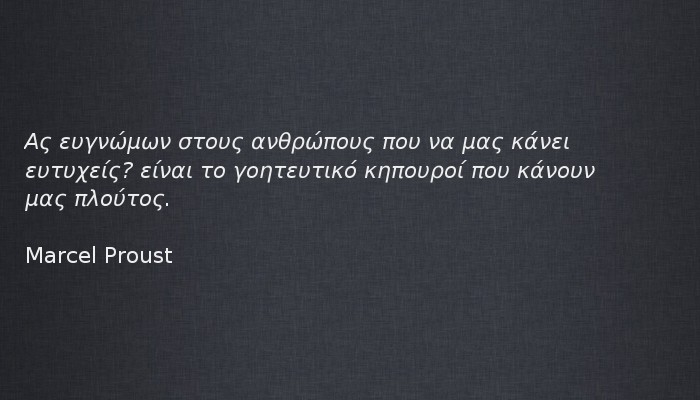 Ας ευγνώμων στους ανθρώπους που να μας κάνει
ευτυχείς? είναι το γοητευτικό κηπουροί που κάνουν
μας πλούτος.
Marcel Proust